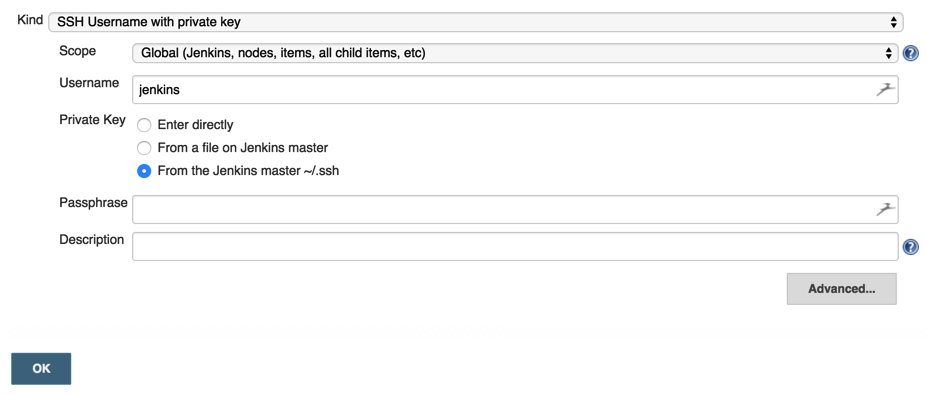 Kind SSH Username with private key
Scope Global (Jenkins, nodes, items, all child items, etc)
Username jenkins
Private Key Enter directly
From a file on Jenkins master
From the Jenkins master ~/.ssh
Passphrase
Description
Advanced...
OK